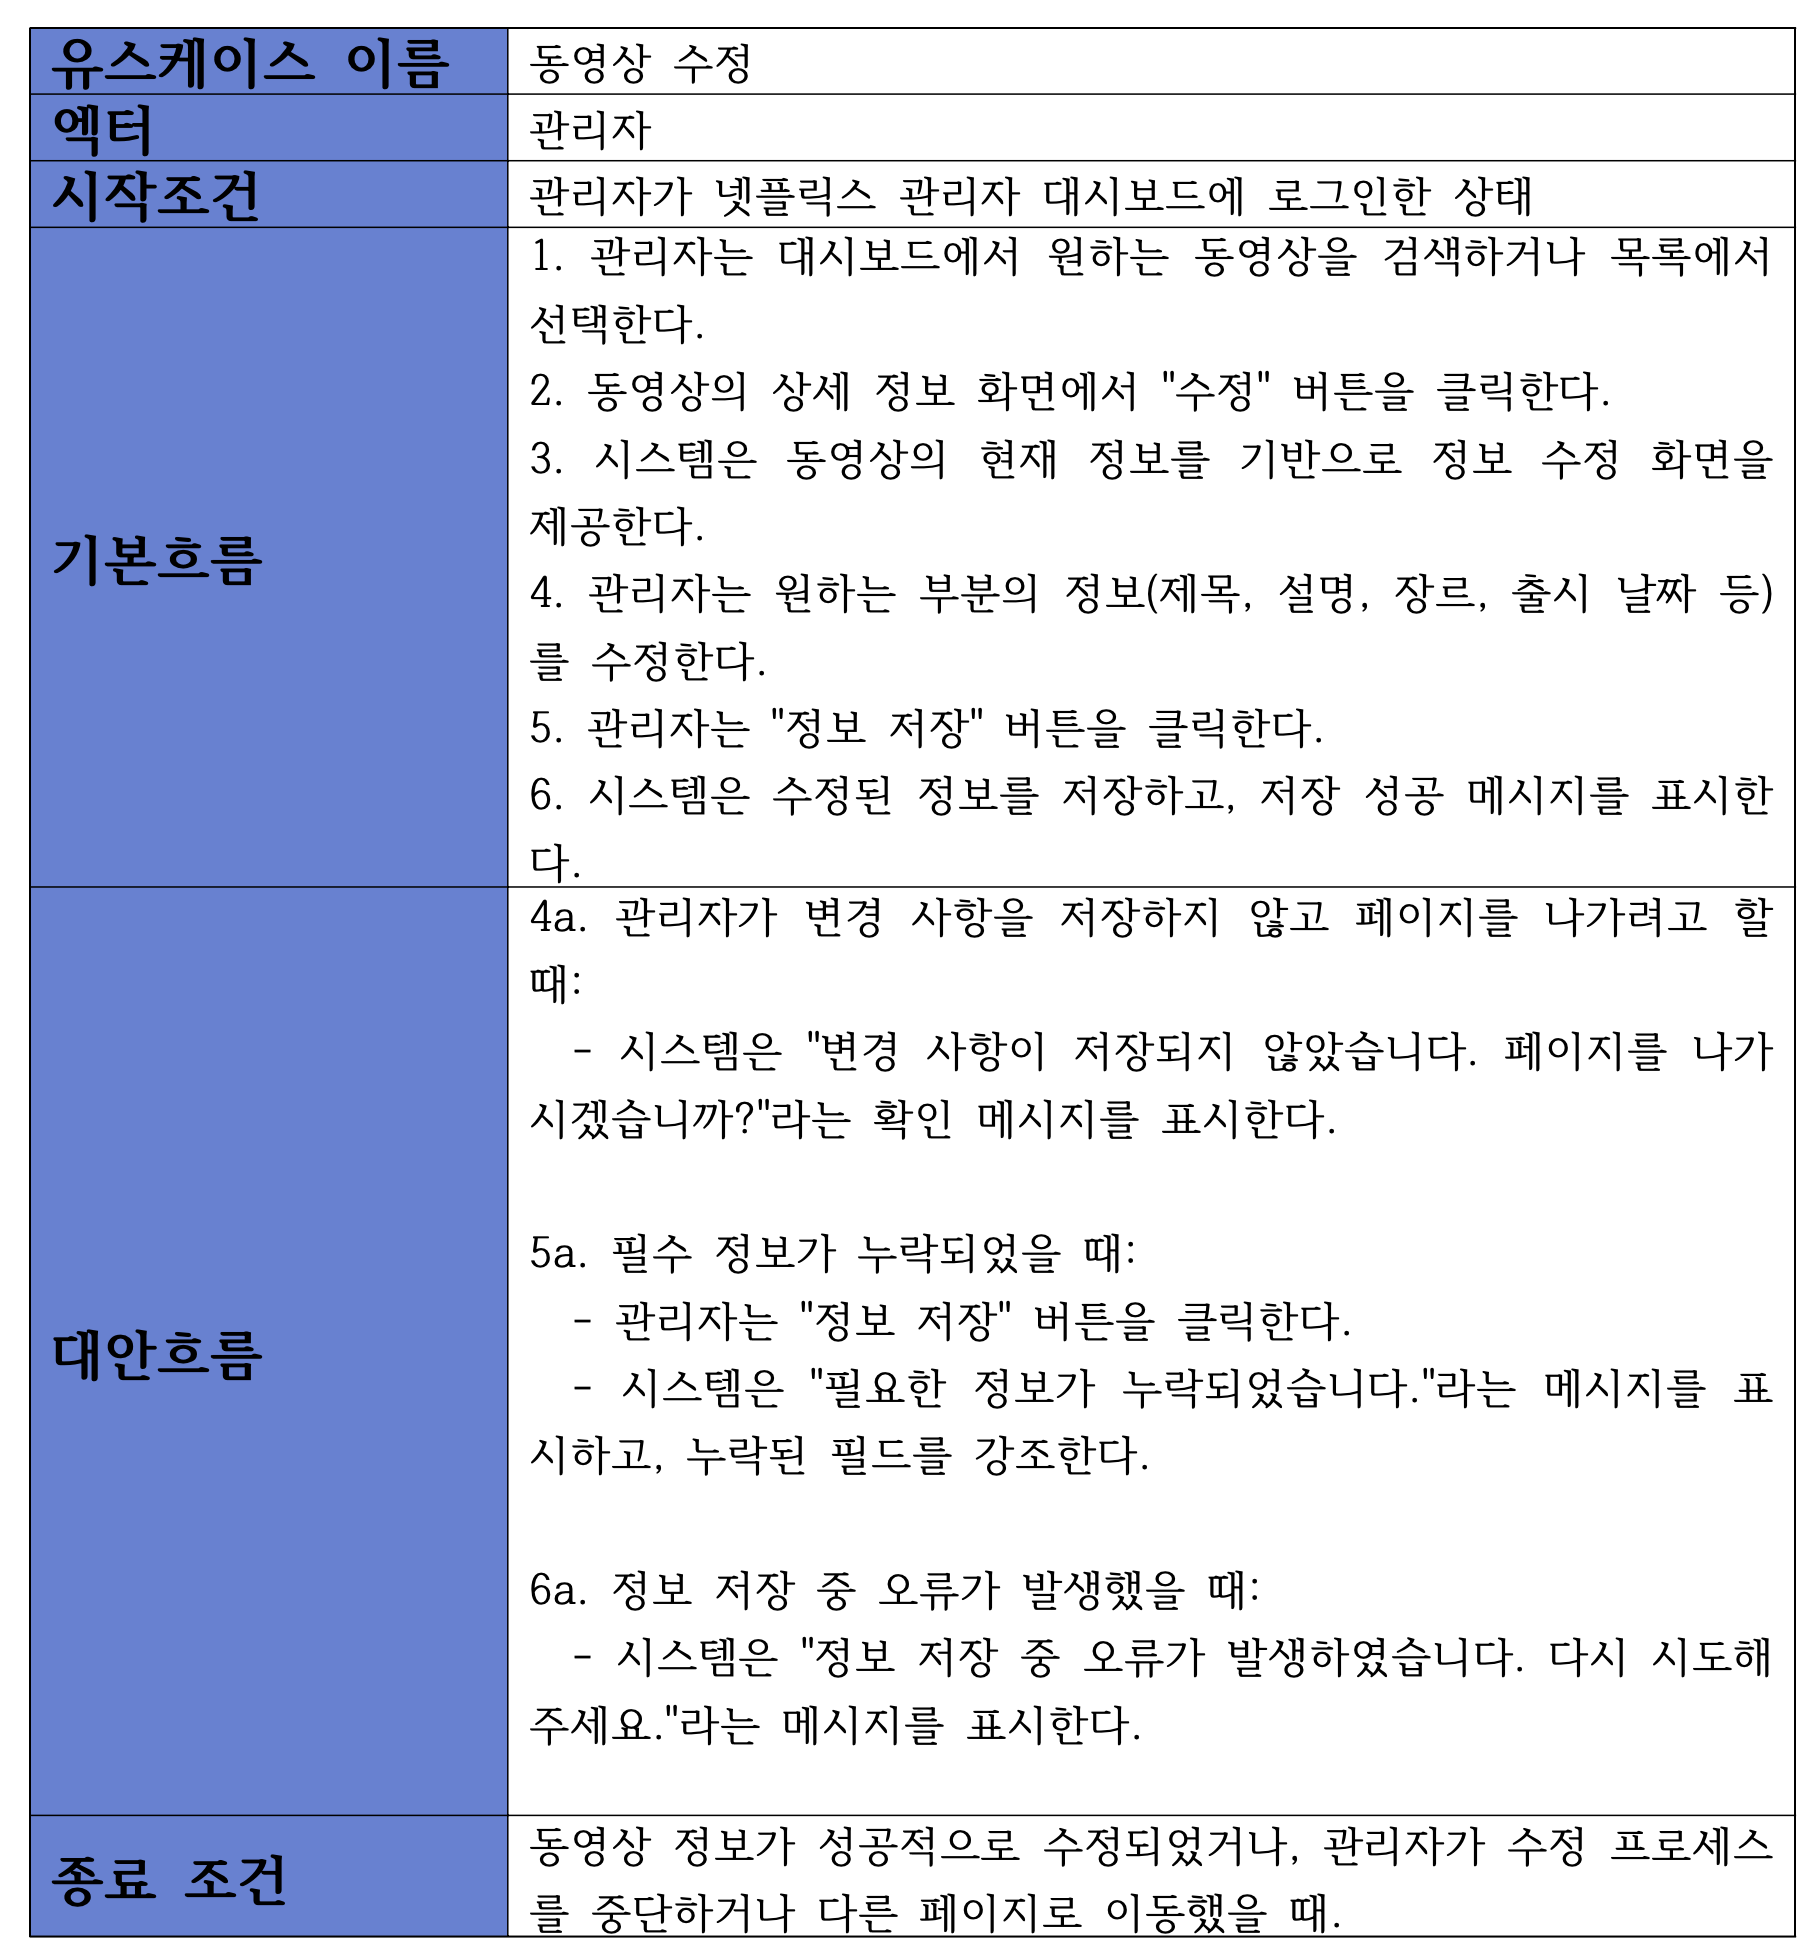 유스케이스 이름
동영상 수정
엑터
관리자
시작조건
관리자가 넷플릭스 관리자 대시보드에 로그인한 상태
기본흐름
1. 관리자는 대시보드에서 원하는 동영상을 검색하거나 목록에서
선택한다.
2. 동영상의 상세 정보 화면에서 "수정" 버튼을 클릭한다.
3. 시스템은 동영상의 현재 정보를 기반으로 정보 수정 화면을
제공한다.
4. 관리자는 원하는 부분의 정보(제목, 설명, 장르, 출시 날짜 등)
를 수정한다.
5. 관리자는 "정보 저장" 버튼을 클릭한다.
6. 시스템은 수정된 정보를 저장하고, 저장 성공 메시지를 표시한
다.
대안흐름
4a. 관리자가 변경 사항을 저장하지 않고 페이지를 나가려고 할
때:
- 시스템은 "변경 사항이 저장되지 않았습니다. 페이지를 나가
시겠습니까?"라는 확인 메시지를 표시한다.
5a. 필수 정보가 누락되었을 때:
- 관리자는 "정보 저장" 버튼을 클릭한다.
- 시스템은 "필요한 정보가 누락되었습니다."라는 메시지를 표
시하고, 누락된 필드를 강조한다.
6a. 정보 저장 중 오류가 발생했을 때:
- 시스템은 "정보 저장 중 오류가 발생하였습니다. 다시 시도해
주세요."라는 메시지를 표시한다.
종료 조건
동영상 정보가 성공적으로 수정되었거나, 관리자가 수정 프로세스
를 중단하거나 다른 페이지로 이동했을 때.